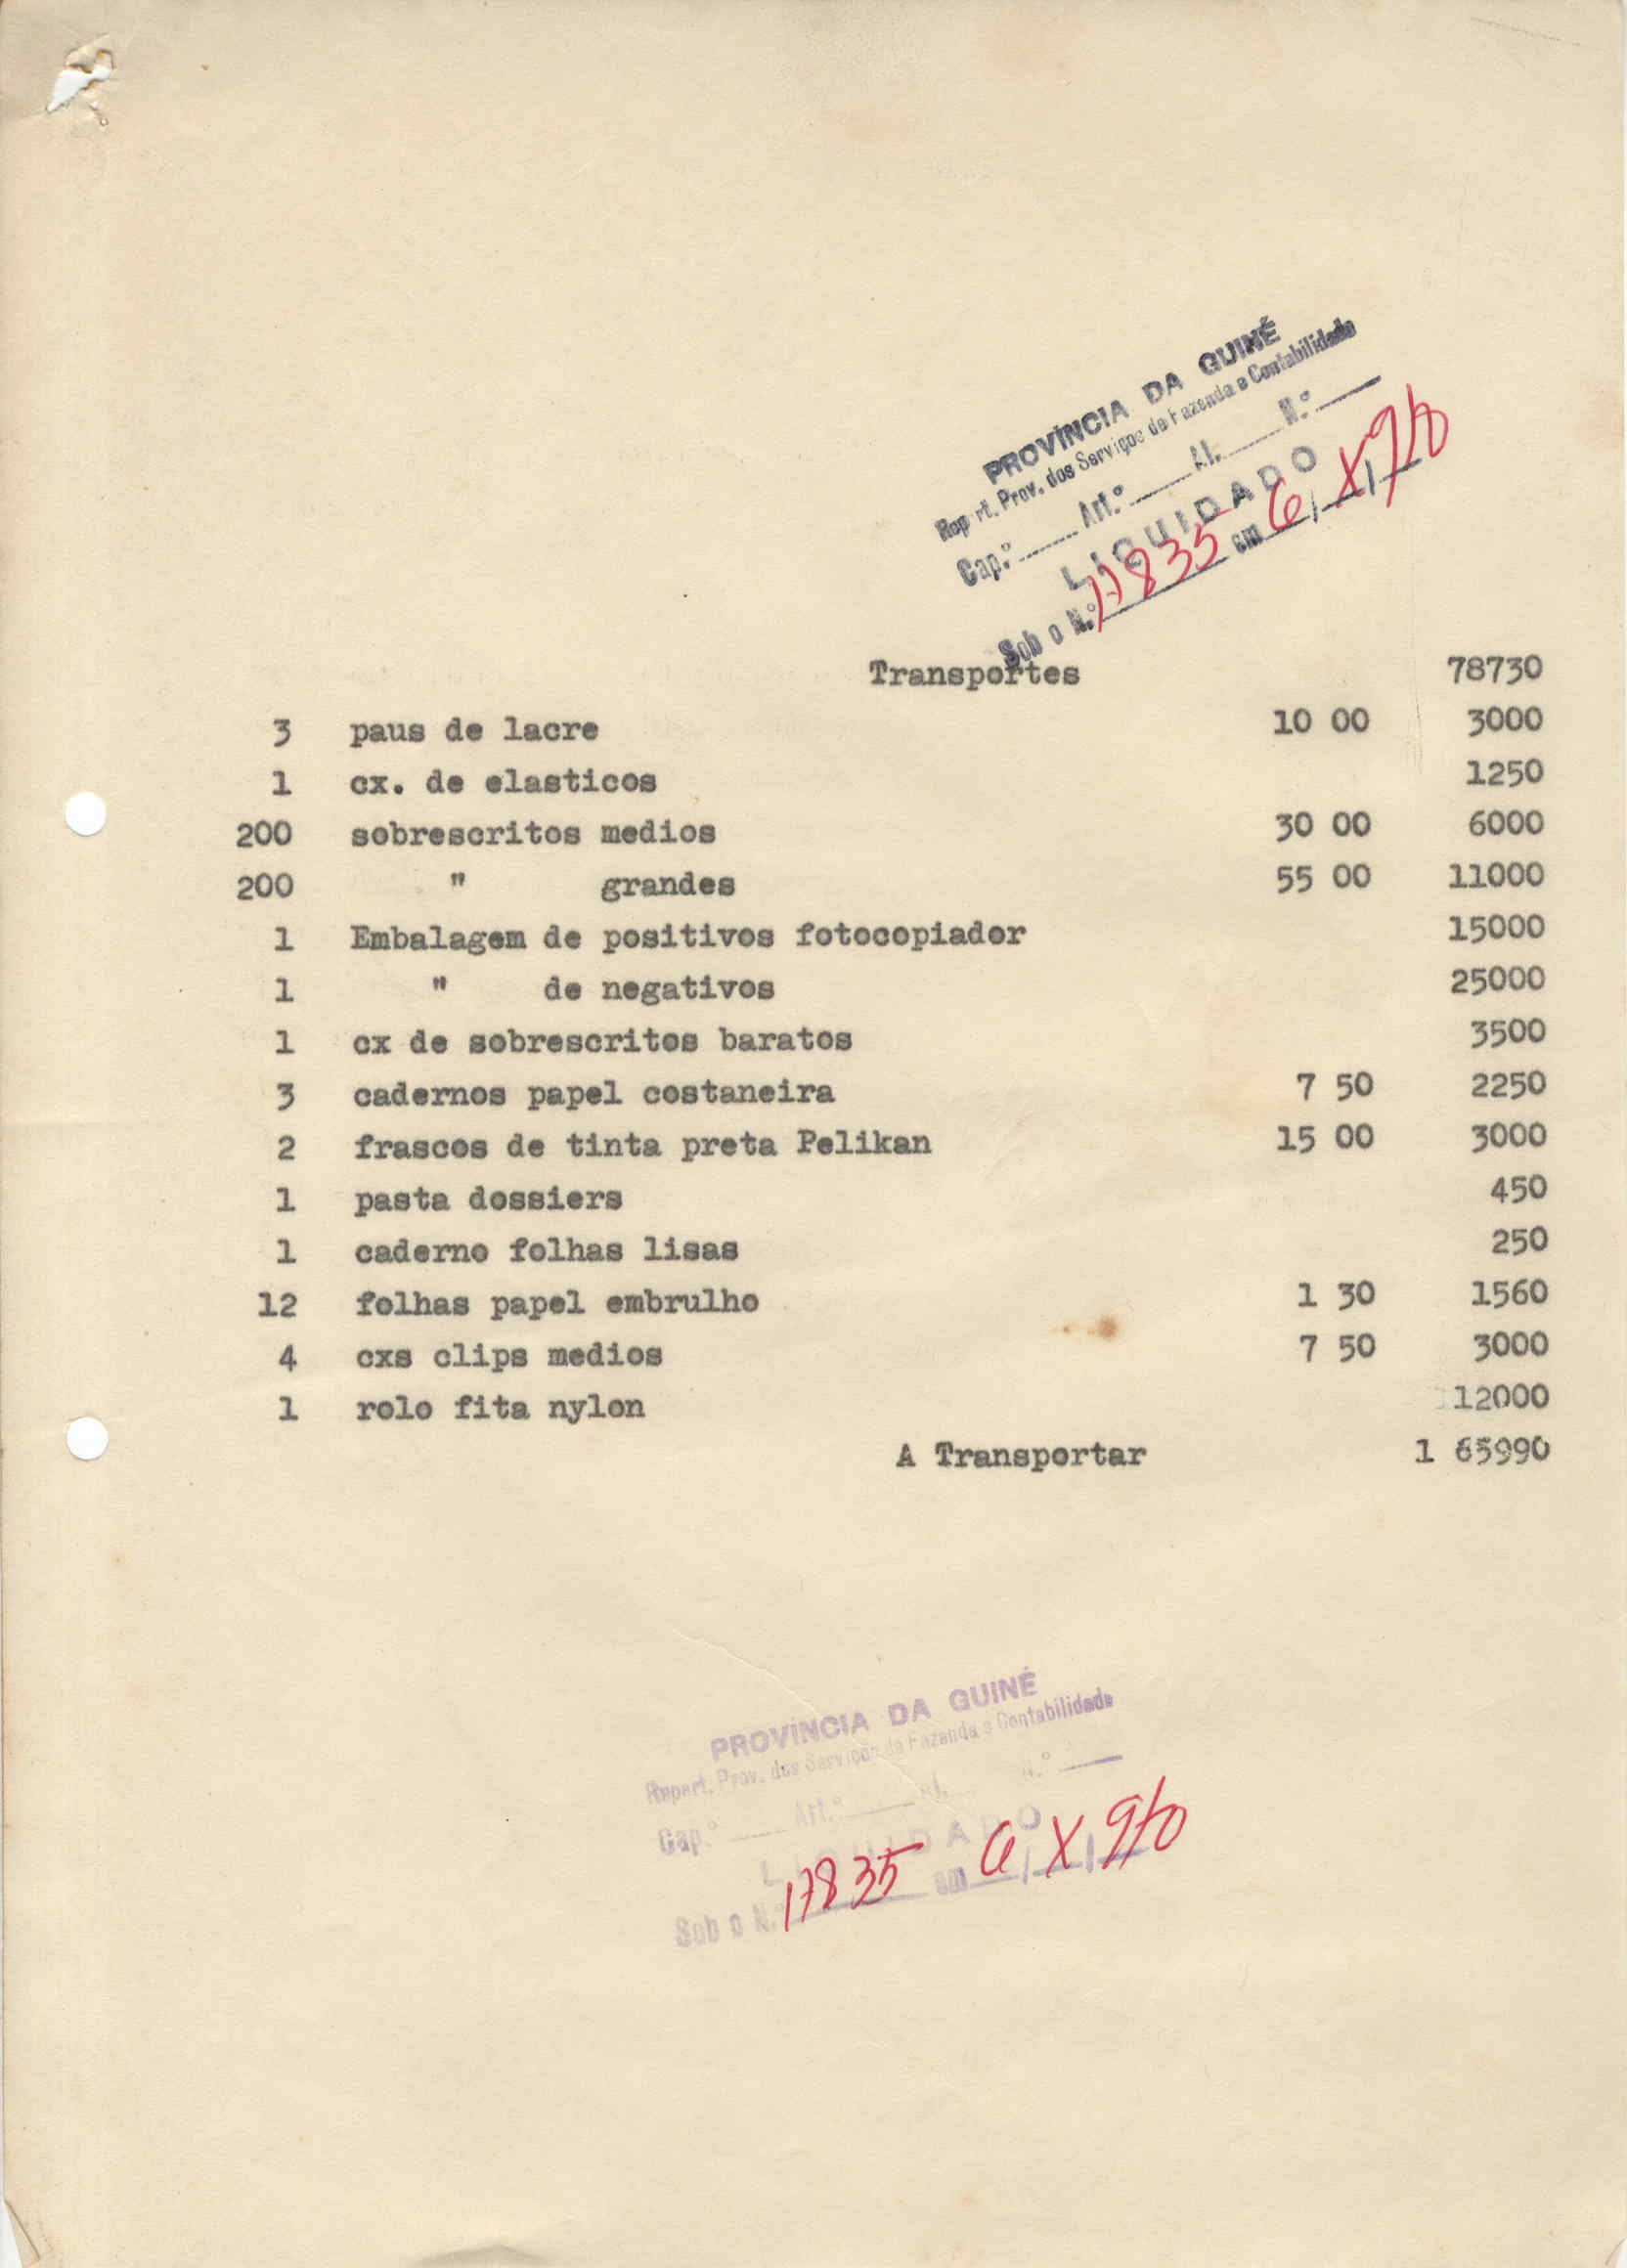 PROVÍNCIA DA GUINÉ
Repart. Prov. dos Serviços de Fazenda e Contabilidade
Cap.º Art.º Al. N.º
LIQUIDADO
Sob o N.º 17835 em 6 / X / 970
Transportes 78730
3 paus de lacre 10 00 3000
1 cx. de elasticos 1250
200 sobrescritos medios 30 00 6000
200 " grandes 55 00 11000
1 Embalagem de positivos fotocopiador 15000
1 " de negativos 25000
1 cx de sobrescritos baratos 3500
3 cadernos papel costaneira 7 50 2250
2 frascos de tinta preta Pelikan 15 00 3000
1 pasta dossiers 450
1 caderno folhas lisas 250
12 folhas papel embrulho 1 30 1560
4 cxs clips medios 7 50 3000
1 rolo fita nylon 12000
A Transportar 1 65990
PROVÍNCIA DA GUINÉ
Repart. Prov. dos Serviços de Fazenda e Contabilidade
Cap.º Art.º Al. N.º
LIQUIDADO
Sob o N.º 17835 em 6 / X / 970